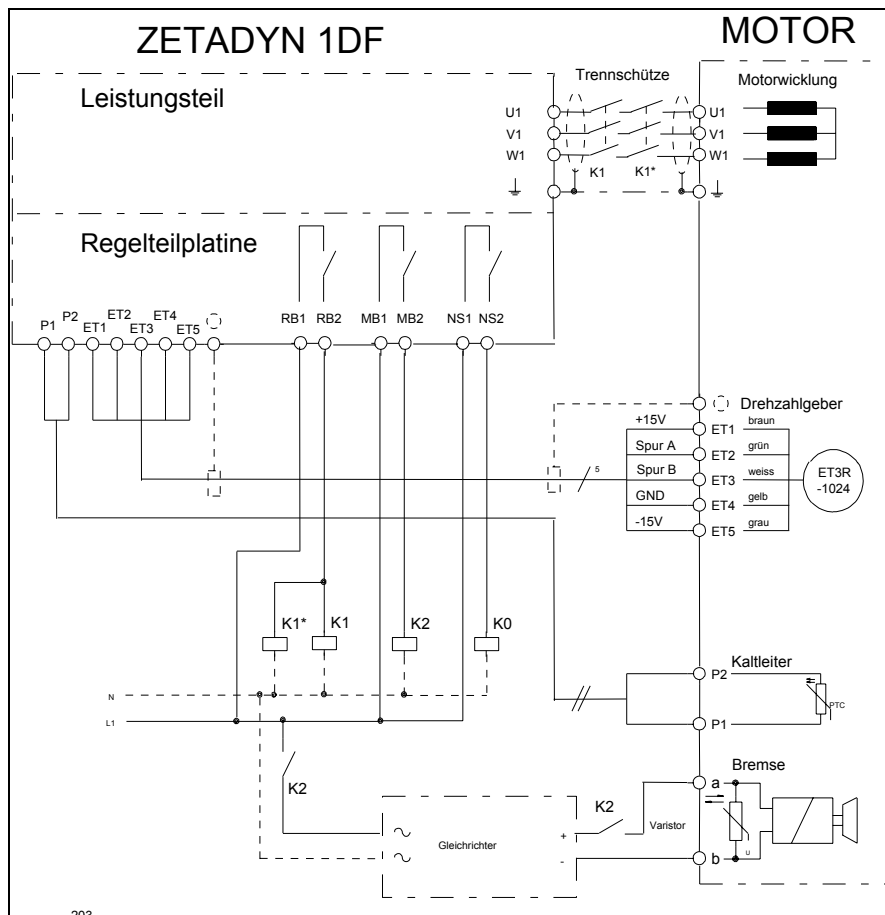 ZETADYN 1DF
MOTOR
Leistungsteil
Trennschütze
Motorwicklung
U1
V1
W1
K1
K1*
U1
V1
W1
Regelteilplatine
P1
P2
ET1
ET2
ET3
ET4
ET5
RB1
RB2
MB1
MB2
NS1
NS2
Drehzahlgeber
+15V
ET1
braun
Spur A
ET2
grün
Spur B
ET3
weiss
GND
ET4
gelb
-15V
ET5
grau
5
ET3R
-1024
K1*
K1
K2
K0
N
L1
P2
Kaltleiter
PTC
P1
Bremse
K2
a
K2
Varistor
U
Gleichrichter
+
-
b
203